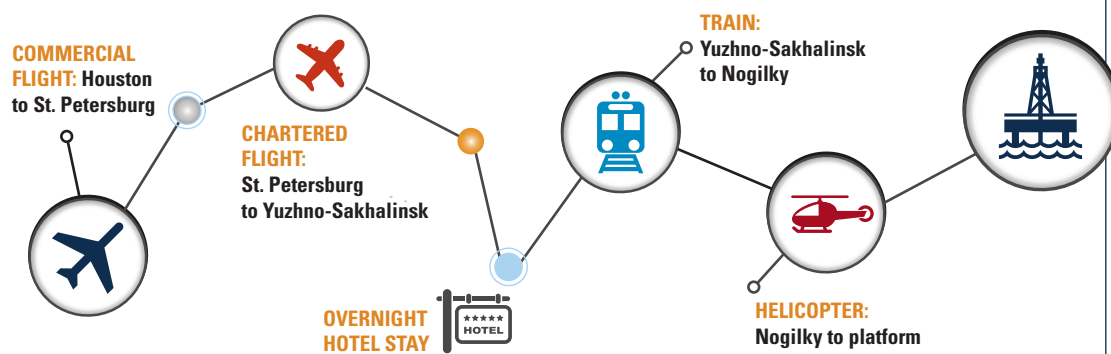 COMMERCIAL
FLIGHT: Houston
to St. Petersburg
CHARTERED
FLIGHT:
St. Petersburg
to Yuzhno-Sakhalinsk
OVERNIGHT
HOTEL STAY
★★★★★
HOTEL
TRAIN:
Yuzhno-Sakhalinsk
to Nogilky
HELICOPTER:
Nogilky to platform